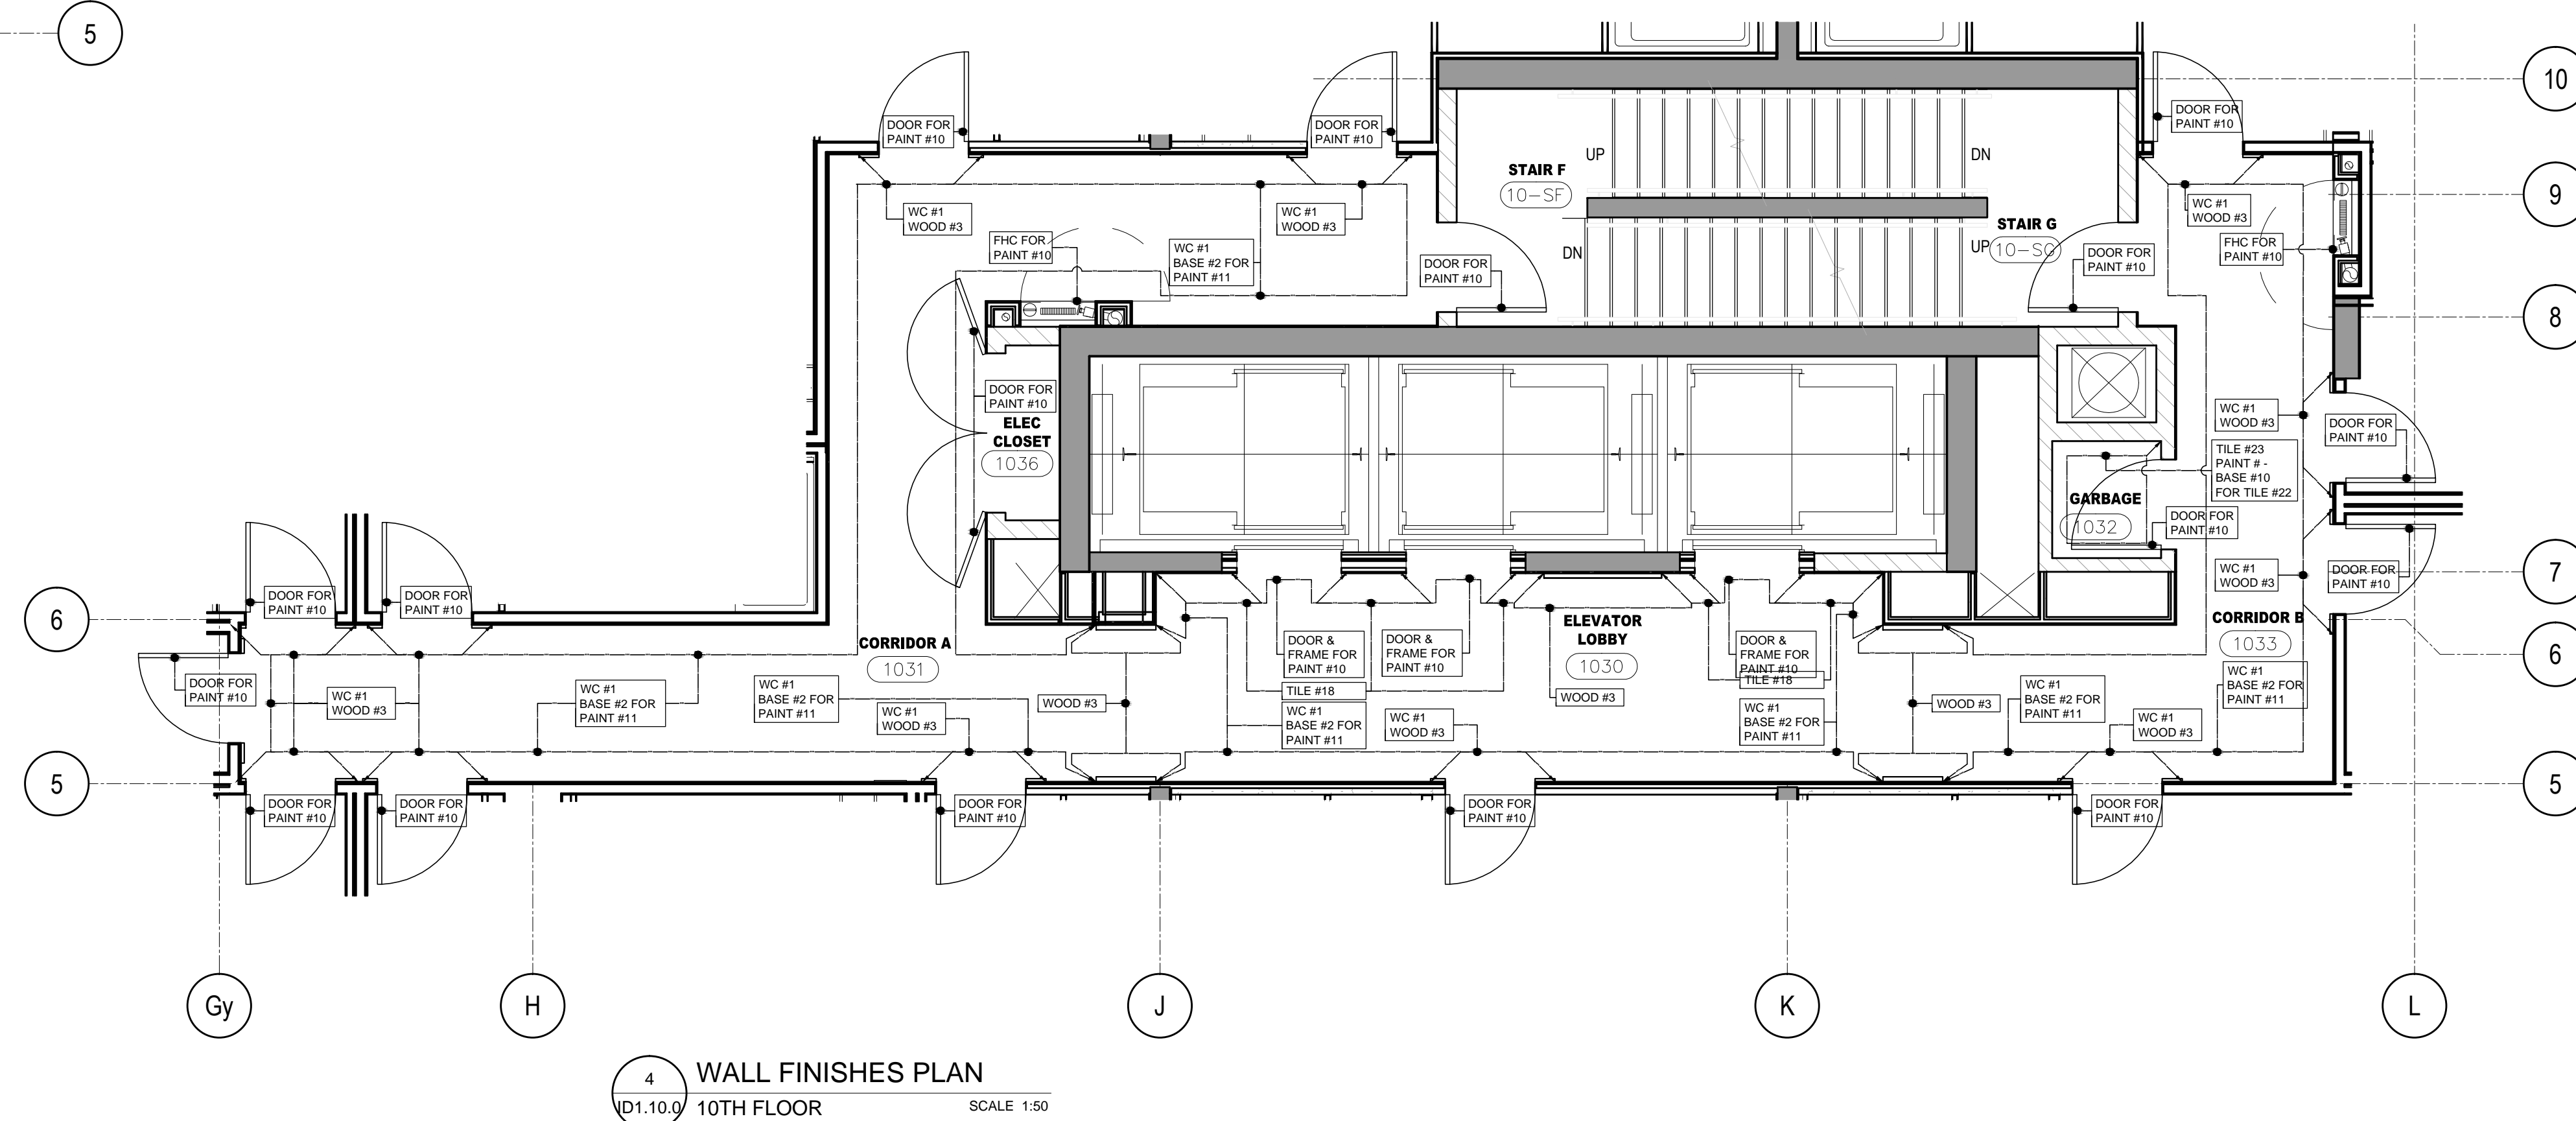 5
10
DOOR FOR
PAINT #10
DOOR FOR
PAINT #10
DOOR FOR
PAINT #10
UP
DN
STAIR F
10-SF
9
WC #1
WOOD #3
WC #1
WOOD #3
WC #1
WOOD #3
STAIR G
UP
10-SG
DN
FHC FOR
PAINT #10
WC #1
BASE #2 FOR
PAINT #11
DOOR FOR
PAINT #10
DOOR FOR
PAINT #10
FHC FOR
PAINT #10
8
DOOR FOR
PAINT #10
ELEC
CLOSET
1036
WC #1
WOOD #3
DOOR FOR
PAINT #10
TILE #23
PAINT # -
BASE #10
FOR TILE #22
GARBAGE
1032
DOOR FOR
PAINT #10
WC #1
WOOD #3
DOOR FOR
PAINT #10
7
DOOR FOR
PAINT #10
DOOR FOR
PAINT #10
6
CORRIDOR A
1031
DOOR &
FRAME FOR
PAINT #10
DOOR &
FRAME FOR
PAINT #10
ELEVATOR
LOBBY
1030
DOOR &
FRAME FOR
PAINT #10
CORRIDOR B
1033
6
DOOR FOR
PAINT #10
WC #1
WOOD #3
WC #1
BASE #2 FOR
PAINT #11
WC #1
BASE #2 FOR
PAINT #11
WC #1
WOOD #3
WOOD #3
TILE #18
WC #1
BASE #2 FOR
PAINT #11
WC #1
WOOD #3
WOOD #3
TILE #18
WC #1
BASE #2 FOR
PAINT #11
WOOD #3
WC #1
BASE #2 FOR
PAINT #11
WC #1
WOOD #3
WC #1
BASE #2 FOR
PAINT #11
5
5
DOOR FOR
PAINT #10
DOOR FOR
PAINT #10
DOOR FOR
PAINT #10
DOOR FOR
PAINT #10
DOOR FOR
PAINT #10
Gy
H
J
K
L
4
ID1.10.0
WALL FINISHES PLAN
10TH FLOOR
SCALE 1:50